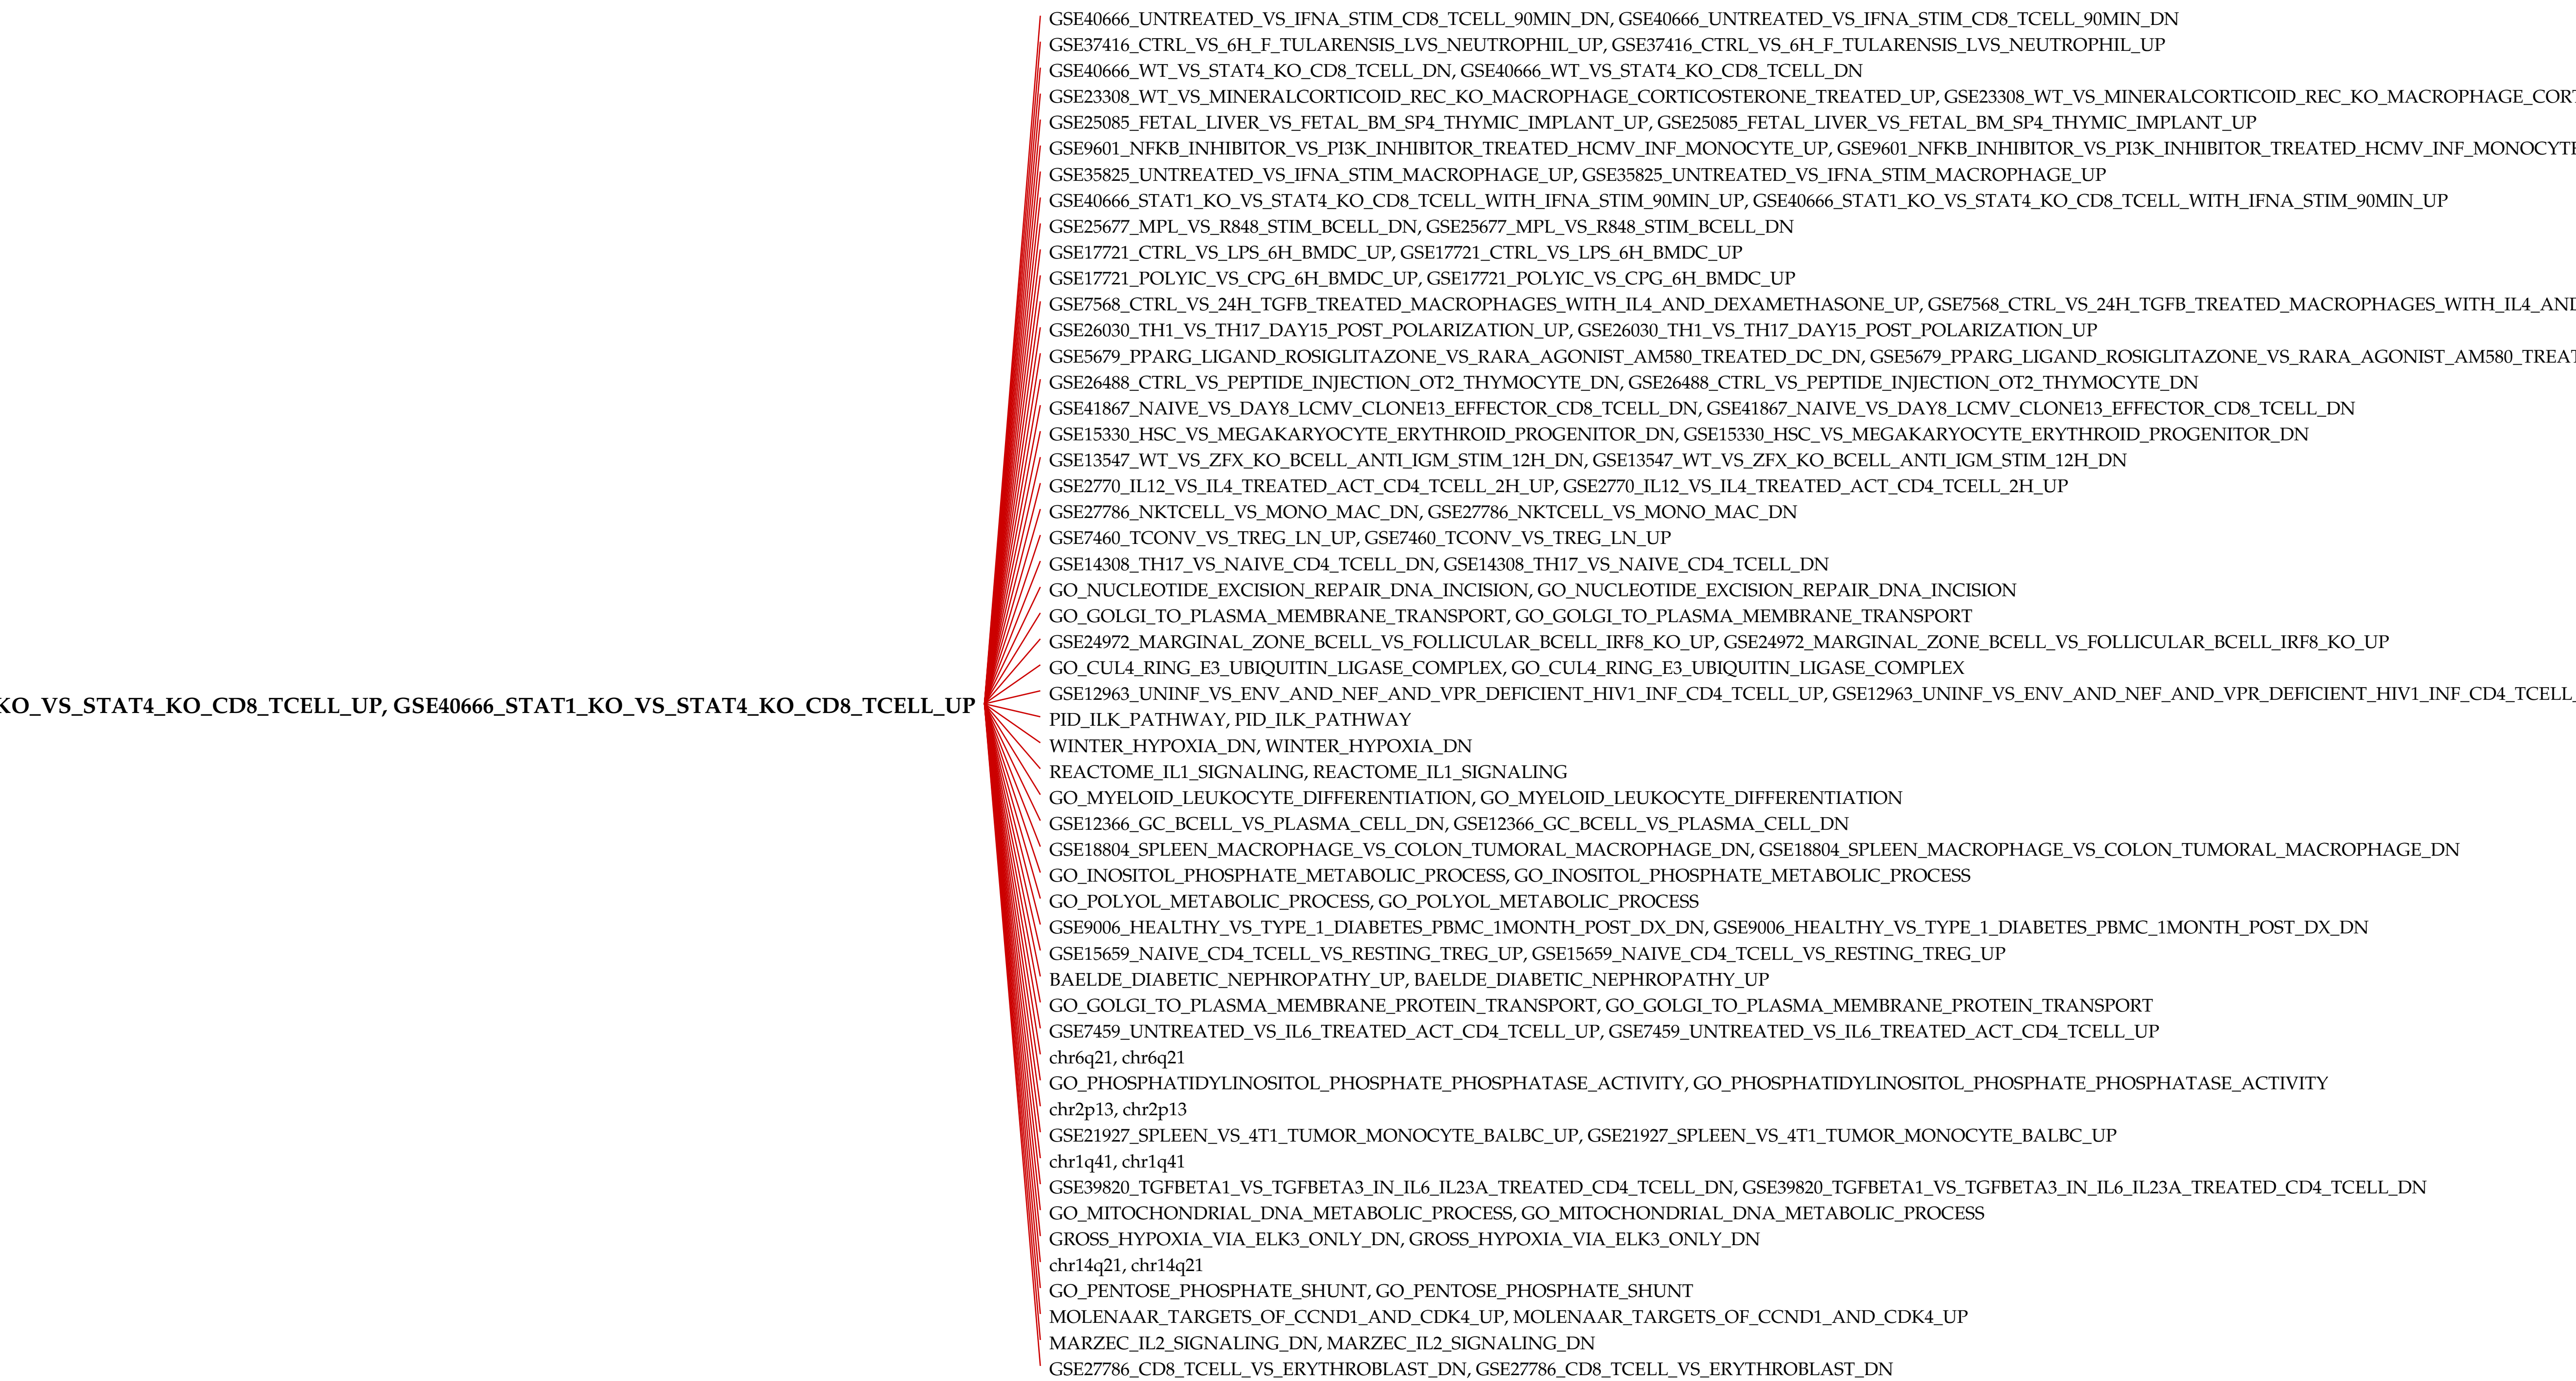 GSE40666_UNTREATED_VS_IFNA_STIM_CD8_TCELL_90MIN_DN, GSE40666_UNTREATED_VS_IFNA_STIM_CD8_TCELL_90MIN_DN
GSE37416_CTRL_VS_6H_F_TULARENSIS_LVS_NEUTROPHIL_UP, GSE37416_CTRL_VS_6H_F_TULARENSIS_LVS_NEUTROPHIL_UP
GSE40666_WT_VS_STAT4_KO_CD8_TCELL_DN, GSE40666_WT_VS_STAT4_KO_CD8_TCELL_DN
GSE23308_WT_VS_MINERALCORTICOID_REC_KO_MACROPHAGE_CORTICOSTERONE_TREATED_UP, GSE23308_WT_VS_MINERALCORTICOID_REC_KO_MACROPHAGE_CORT
GSE25085_FETAL_LIVER_VS_FETAL_BM_SP4_THYMIC_IMPLANT_UP, GSE25085_FETAL_LIVER_VS_FETAL_BM_SP4_THYMIC_IMPLANT_UP
GSE9601_NFKB_INHIBITOR_VS_PI3K_INHIBITOR_TREATED_HCMV_INF_MONOCYTE_UP, GSE9601_NFKB_INHIBITOR_VS_PI3K_INHIBITOR_TREATED_HCMV_INF_MONOCYTE
GSE35825_UNTREATED_VS_IFNA_STIM_MACROPHAGE_UP, GSE35825_UNTREATED_VS_IFNA_STIM_MACROPHAGE_UP
GSE40666_STAT1_KO_VS_STAT4_KO_CD8_TCELL_WITH_IFNA_STIM_90MIN_UP, GSE40666_STAT1_KO_VS_STAT4_KO_CD8_TCELL_WITH_IFNA_STIM_90MIN_UP
GSE25677_MPL_VS_R848_STIM_BCELL_DN, GSE25677_MPL_VS_R848_STIM_BCELL_DN
GSE17721_CTRL_VS_LPS_6H_BMDC_UP, GSE17721_CTRL_VS_LPS_6H_BMDC_UP
GSE17721_POLYIC_VS_CPG_6H_BMDC_UP, GSE17721_POLYIC_VS_CPG_6H_BMDC_UP
GSE7568_CTRL_VS_24H_TGFB_TREATED_MACROPHAGES_WITH_IL4_AND_DEXAMETHASONE_UP, GSE7568_CTRL_VS_24H_TGFB_TREATED_MACROPHAGES_WITH_IL4_AND
GSE26030_TH1_VS_TH17_DAY15_POST_POLARIZATION_UP, GSE26030_TH1_VS_TH17_DAY15_POST_POLARIZATION_UP
GSE5679_PPARG_LIGAND_ROSIGLITAZONE_VS_RARA_AGONIST_AM580_TREATED_DC_DN, GSE5679_PPARG_LIGAND_ROSIGLITAZONE_VS_RARA_AGONIST_AM580_TREAT
GSE26488_CTRL_VS_PEPTIDE_INJECTION_OT2_THYMOCYTE_DN, GSE26488_CTRL_VS_PEPTIDE_INJECTION_OT2_THYMOCYTE_DN
GSE41867_NAIVE_VS_DAY8_LCMV_CLONE13_EFFECTOR_CD8_TCELL_DN, GSE41867_NAIVE_VS_DAY8_LCMV_CLONE13_EFFECTOR_CD8_TCELL_DN
GSE15330_HSC_VS_MEGAKARYOCYTE_ERYTHROID_PROGENITOR_DN, GSE15330_HSC_VS_MEGAKARYOCYTE_ERYTHROID_PROGENITOR_DN
GSE13547_WT_VS_ZFX_KO_BCELL_ANTI_IGM_STIM_12H_DN, GSE13547_WT_VS_ZFX_KO_BCELL_ANTI_IGM_STIM_12H_DN
GSE2770_IL12_VS_IL4_TREATED_ACT_CD4_TCELL_2H_UP, GSE2770_IL12_VS_IL4_TREATED_ACT_CD4_TCELL_2H_UP
GSE27786_NKTCELL_VS_MONO_MAC_DN, GSE27786_NKTCELL_VS_MONO_MAC_DN
GSE7460_TCONV_VS_TREG_LN_UP, GSE7460_TCONV_VS_TREG_LN_UP
GSE14308_TH17_VS_NAIVE_CD4_TCELL_DN, GSE14308_TH17_VS_NAIVE_CD4_TCELL_DN
GO_NUCLEOTIDE_EXCISION_REPAIR_DNA_INCISION, GO_NUCLEOTIDE_EXCISION_REPAIR_DNA_INCISION
GO_GOLGI_TO_PLASMA_MEMBRANE_TRANSPORT, GO_GOLGI_TO_PLASMA_MEMBRANE_TRANSPORT
GSE24972_MARGINAL_ZONE_BCELL_VS_FOLLICULAR_BCELL_IRF8_KO_UP, GSE24972_MARGINAL_ZONE_BCELL_VS_FOLLICULAR_BCELL_IRF8_KO_UP
GO_CUL4_RING_E3_UBIQUITIN_LIGASE_COMPLEX, GO_CUL4_RING_E3_UBIQUITIN_LIGASE_COMPLEX
GSE12963_UNINF_VS_ENV_AND_NEF_AND_VPR_DEFICIENT_HIV1_INF_CD4_TCELL_UP, GSE12963_UNINF_VS_ENV_AND_NEF_AND_VPR_DEFICIENT_HIV1_INF_CD4_TCELL_
KO_VS_STAT4_KO_CD8_TCELL_UP, GSE40666_STAT1_KO_VS_STAT4_KO_CD8_TCELL_UP
PID_ILK_PATHWAY, PID_ILK_PATHWAY
WINTER_HYPOXIA_DN, WINTER_HYPOXIA_DN
REACTOME_IL1_SIGNALING, REACTOME_IL1_SIGNALING
GO_MYELOID_LEUKOCYTE_DIFFERENTIATION, GO_MYELOID_LEUKOCYTE_DIFFERENTIATION
GSE12366_GC_BCELL_VS_PLASMA_CELL_DN, GSE12366_GC_BCELL_VS_PLASMA_CELL_DN
GSE18804_SPLEEN_MACROPHAGE_VS_COLON_TUMORAL_MACROPHAGE_DN, GSE18804_SPLEEN_MACROPHAGE_VS_COLON_TUMORAL_MACROPHAGE_DN
GO_INOSITOL_PHOSPHATE_METABOLIC_PROCESS, GO_INOSITOL_PHOSPHATE_METABOLIC_PROCESS
GO_POLYOL_METABOLIC_PROCESS, GO_POLYOL_METABOLIC_PROCESS
GSE9006_HEALTHY_VS_TYPE_1_DIABETES_PBMC_1MONTH_POST_DX_DN, GSE9006_HEALTHY_VS_TYPE_1_DIABETES_PBMC_1MONTH_POST_DX_DN
GSE15659_NAIVE_CD4_TCELL_VS_RESTING_TREG_UP, GSE15659_NAIVE_CD4_TCELL_VS_RESTING_TREG_UP
BAELDE_DIABETIC_NEPHROPATHY_UP, BAELDE_DIABETIC_NEPHROPATHY_UP
GO_GOLGI_TO_PLASMA_MEMBRANE_PROTEIN_TRANSPORT, GO_GOLGI_TO_PLASMA_MEMBRANE_PROTEIN_TRANSPORT
GSE7459_UNTREATED_VS_IL6_TREATED_ACT_CD4_TCELL_UP, GSE7459_UNTREATED_VS_IL6_TREATED_ACT_CD4_TCELL_UP
chr6q21, chr6q21
GO_PHOSPHATIDYLINOSITOL_PHOSPHATE_PHOSPHATASE_ACTIVITY, GO_PHOSPHATIDYLINOSITOL_PHOSPHATE_PHOSPHATASE_ACTIVITY
chr2p13, chr2p13
GSE21927_SPLEEN_VS_4T1_TUMOR_MONOCYTE_BALBC_UP, GSE21927_SPLEEN_VS_4T1_TUMOR_MONOCYTE_BALBC_UP
chr1q41, chr1q41
GSE39820_TGFBETA1_VS_TGFBETA3_IN_IL6_IL23A_TREATED_CD4_TCELL_DN, GSE39820_TGFBETA1_VS_TGFBETA3_IN_IL6_IL23A_TREATED_CD4_TCELL_DN
GO_MITOCHONDRIAL_DNA_METABOLIC_PROCESS, GO_MITOCHONDRIAL_DNA_METABOLIC_PROCESS
GROSS_HYPOXIA_VIA_ELK3_ONLY_DN, GROSS_HYPOXIA_VIA_ELK3_ONLY_DN
chr14q21, chr14q21
GO_PENTOSE_PHOSPHATE_SHUNT, GO_PENTOSE_PHOSPHATE_SHUNT
MOLENAAR_TARGETS_OF_CCND1_AND_CDK4_UP, MOLENAAR_TARGETS_OF_CCND1_AND_CDK4_UP
MARZEC_IL2_SIGNALING_DN, MARZEC_IL2_SIGNALING_DN
GSE27786_CD8_TCELL_VS_ERYTHROBLAST_DN, GSE27786_CD8_TCELL_VS_ERYTHROBLAST_DN